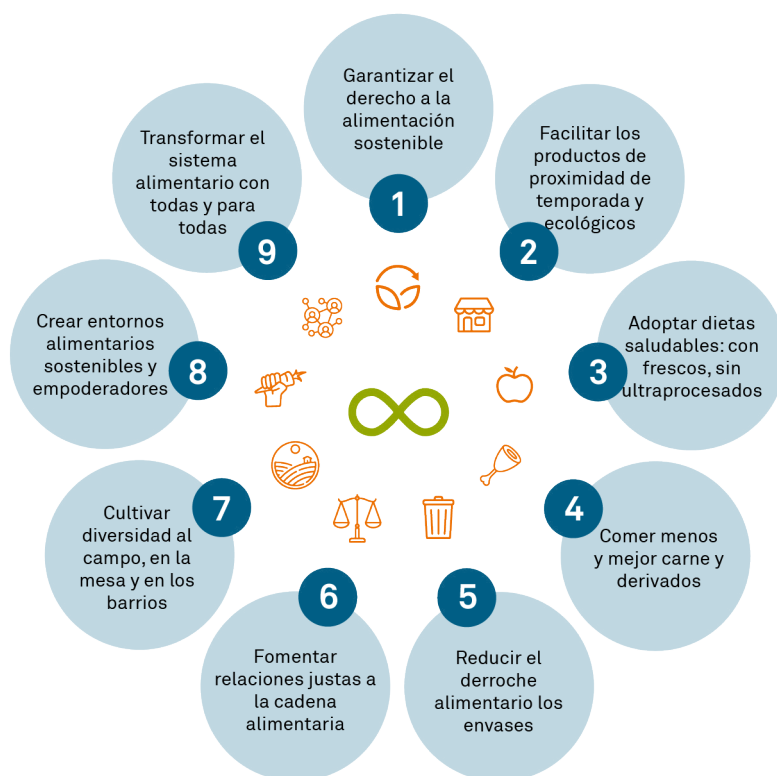 Garantizar el
derecho a la
alimentación
sostenible
1
Facilitar los
productos de
proximidad de
temporada y
ecológicos
2
Adoptar dietas
saludables: con
frescos, sin
ultraprocesados
3
4
Comer menos
y mejor carne y
derivados
5
Reducir el
derroche
alimentario los
envases
6
Fomentar
relaciones justas a
la cadena
alimentaria
7
Cultivar
diversidad al
campo, en la
mesa y en los
barrios
8
Crear entornos
alimentarios
sostenibles y
empoderadores
Transformar el
sistema
alimentario con
todas y para
todas
9